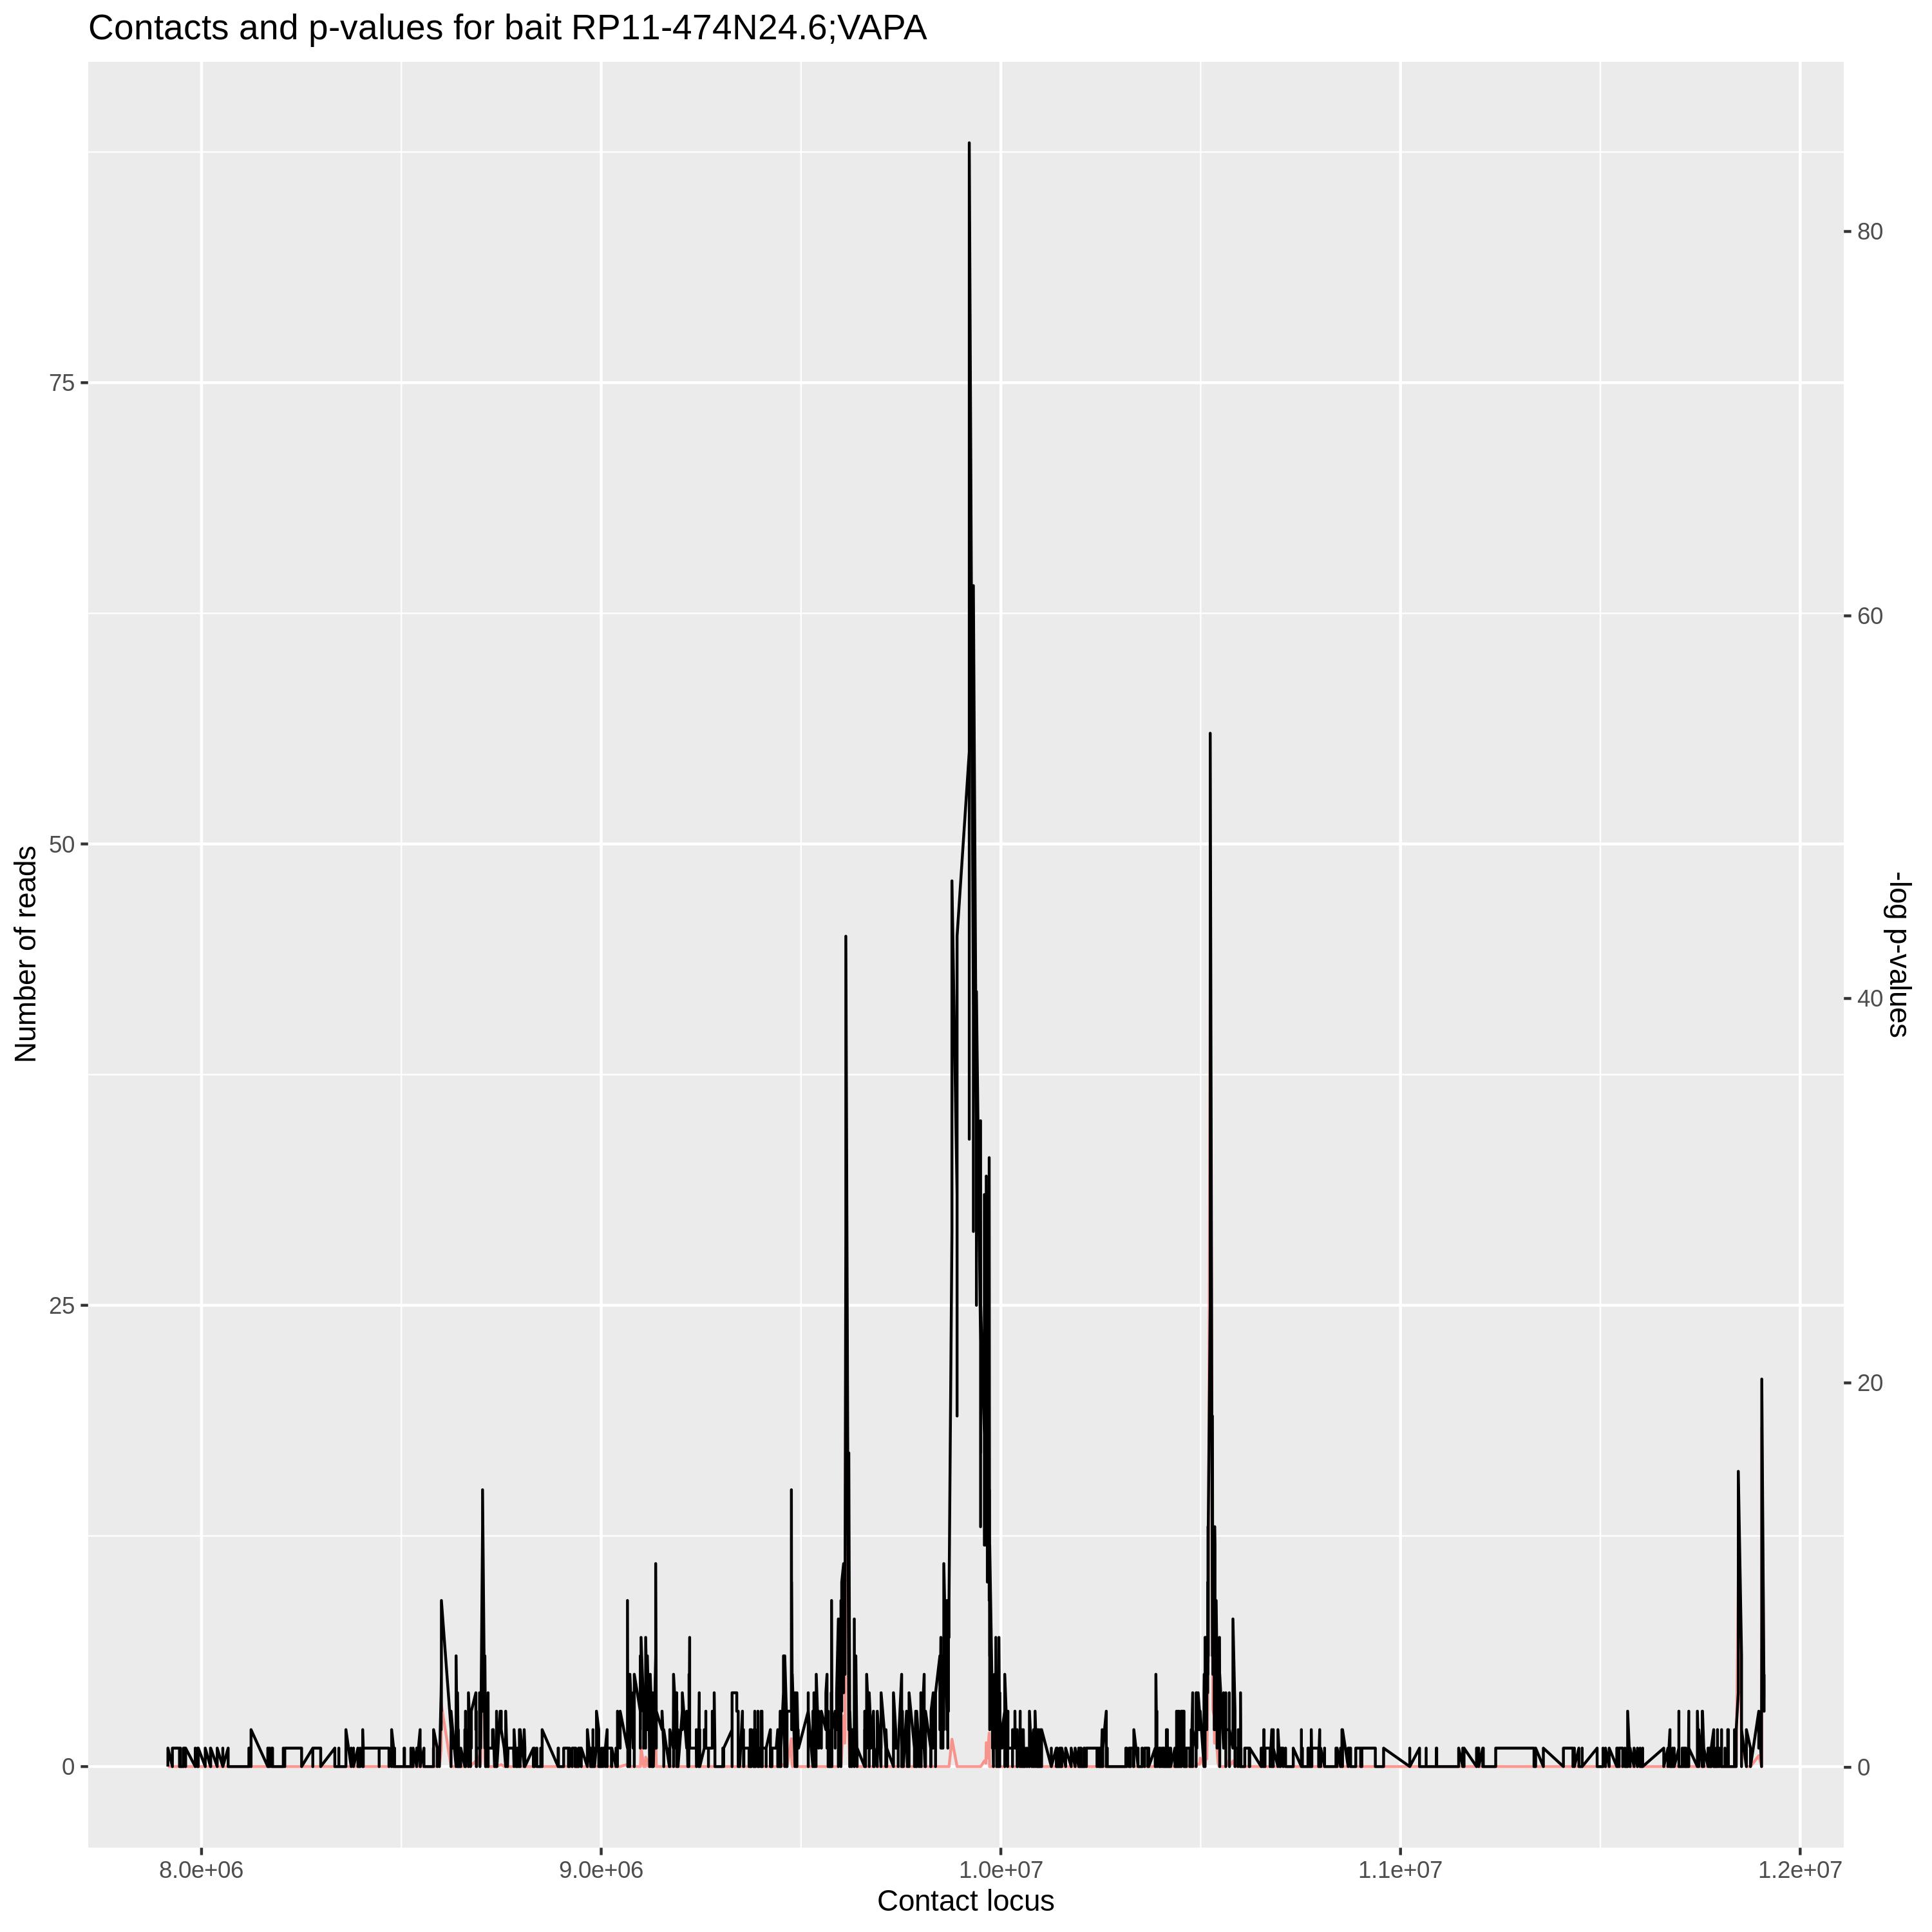 Contacts and p-values for bait RP11-474N24.6;VAPA
Number of reads
75
50
25
0
80
60
40
20
0
-log p-values
8.0e+06 9.0e+06 1.0e+07 1.1e+07 1.2e+07
Contact locus